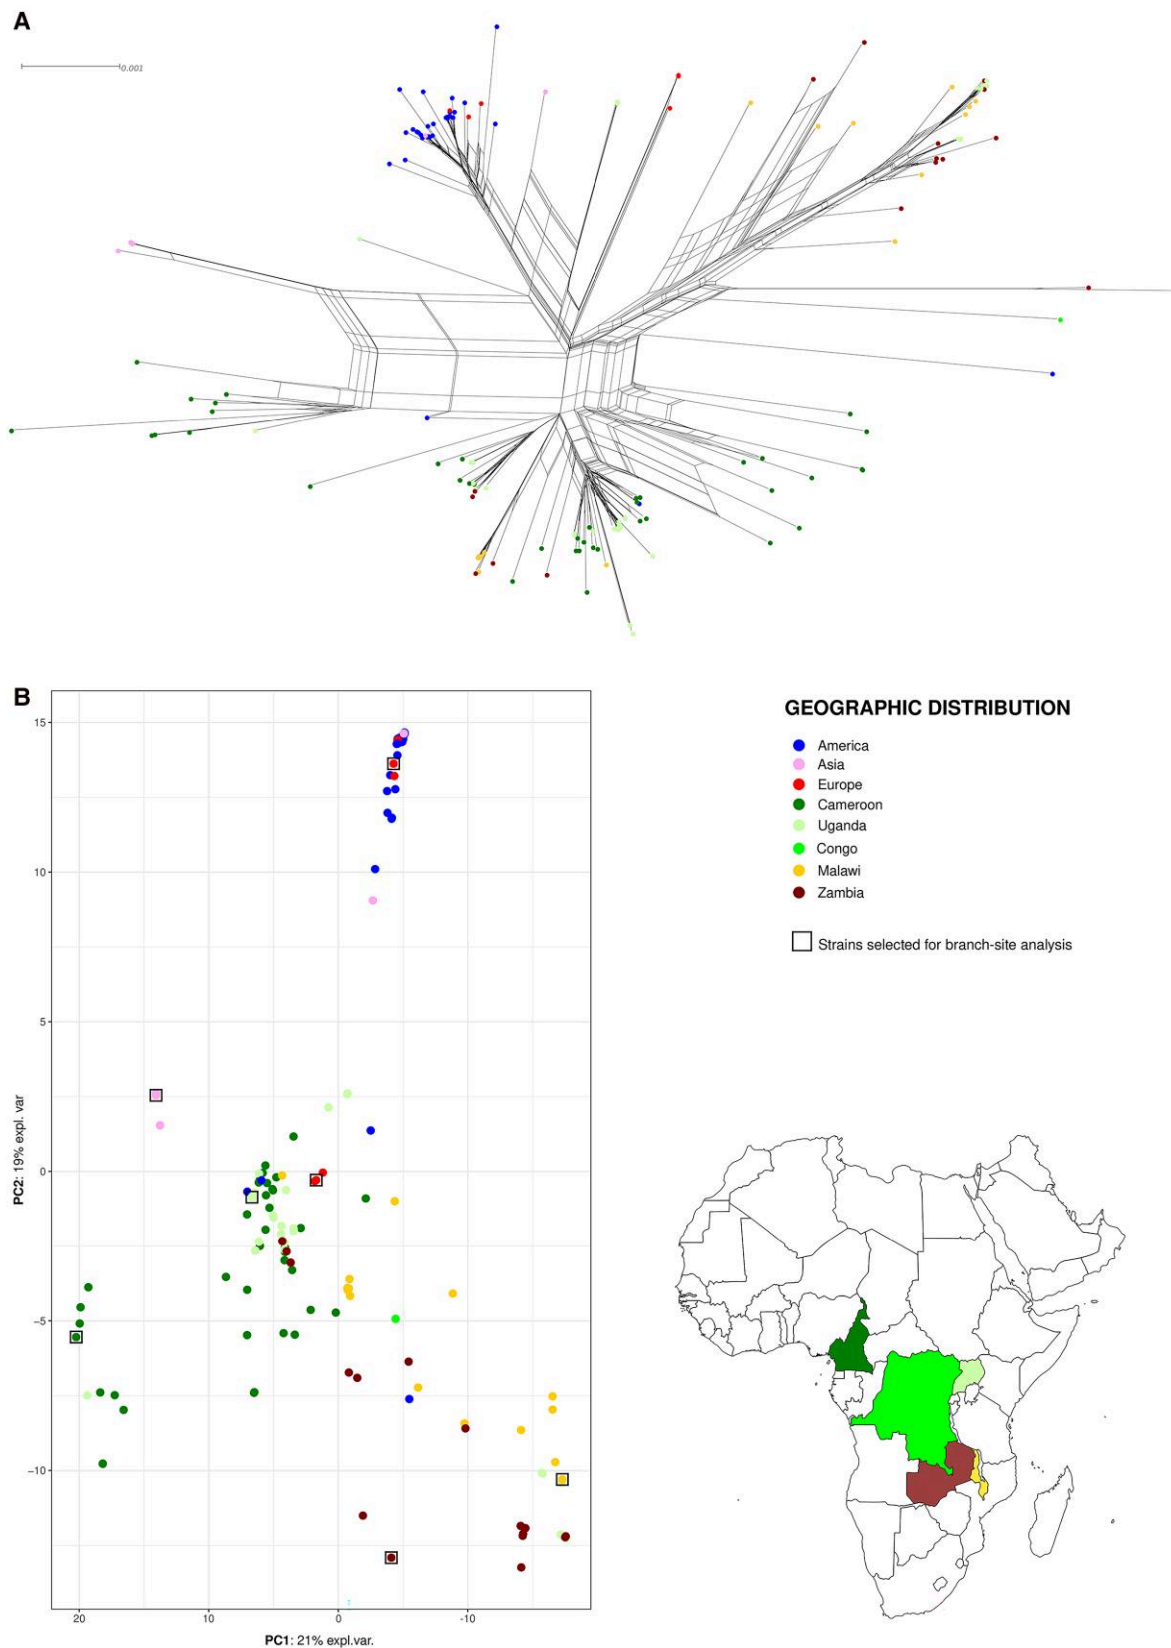 A
0.001
B
15
10
5
0
−5
−10
PC2: 19% expl. var
20
10
0
-10
PC1: 21% expl.var.
GEOGRAPHIC DISTRIBUTION
America
Asia
Europe
Cameroon
Uganda
Congo
Malawi
Zambia
Strains selected for branch-site analysis